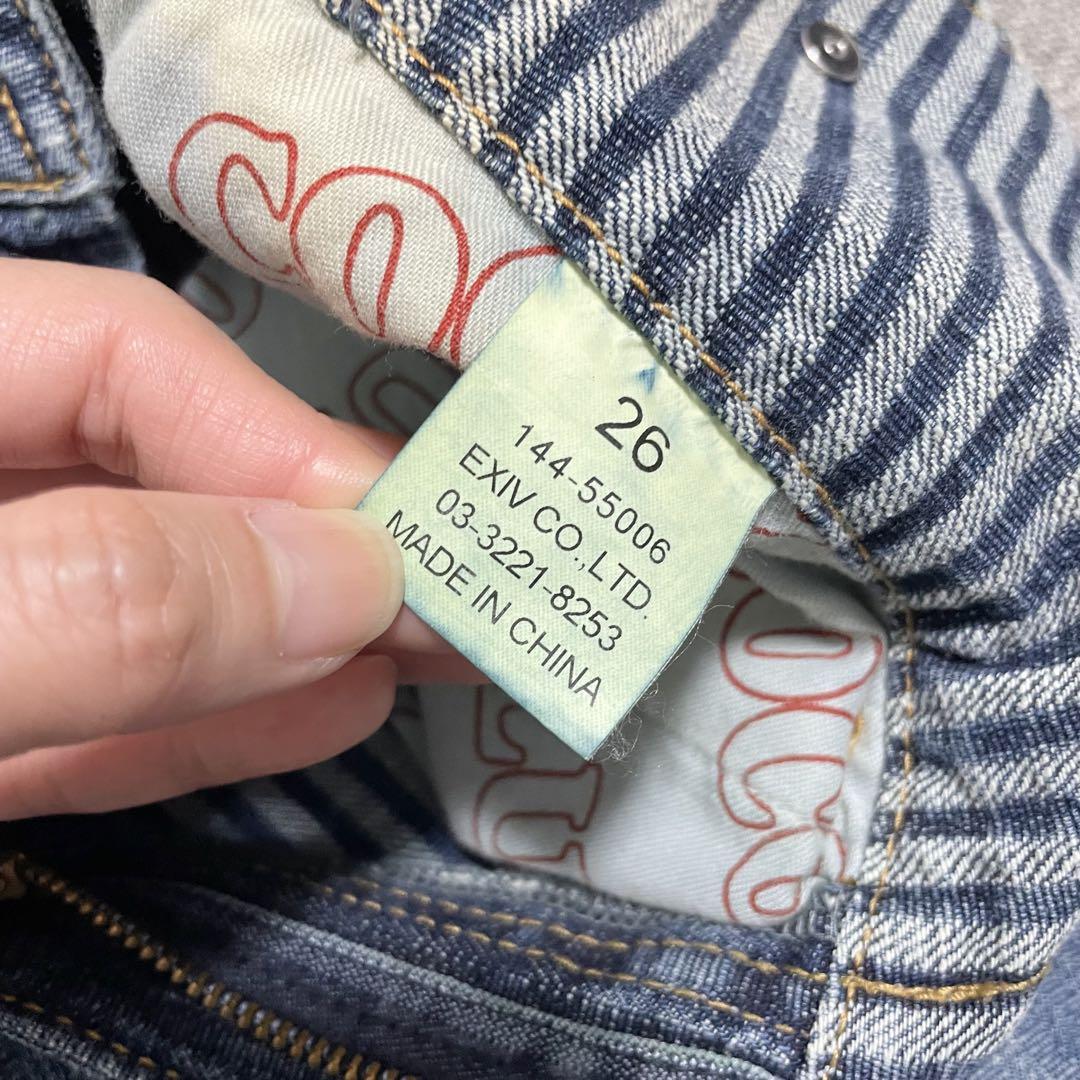 26
144-55006
EXIV CO.,LTD.
03-3221-8253
MADE IN CHINA